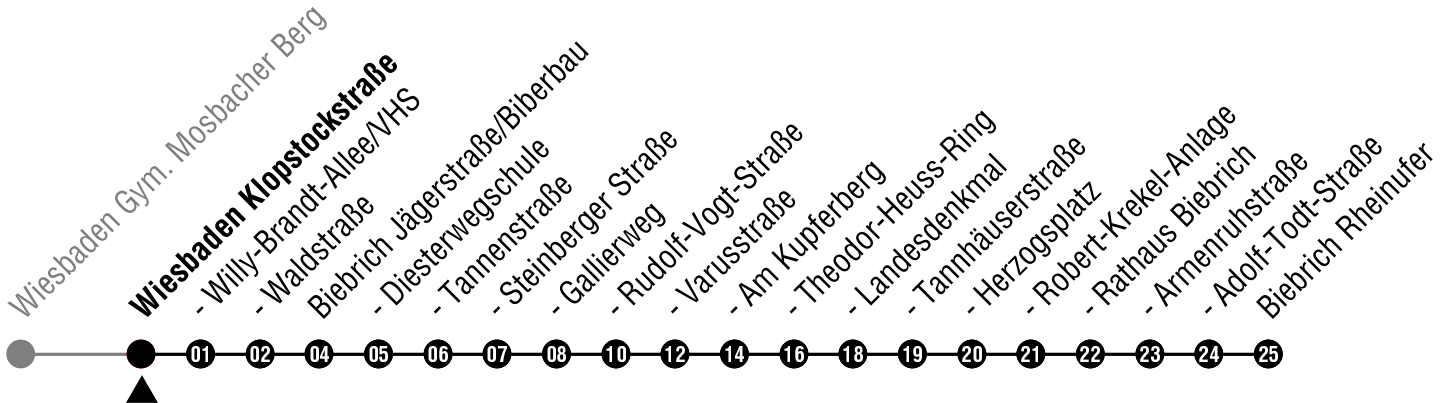 Wiesbaden Gym. Mosbacher Berg
Wiesbaden Klopstockstraße
- Willy-Brandt-Allee/VHS
- Waldstraße
Biebrich Jägerstraße/Biberbau
- Diesterwegschule
- Tannenstraße
- Steinberger Straße
- Gallierweg
- Rudolf-Vogt-Straße
- Varusstraße
- Am Kupferberg
- Theodor-Heuss-Ring
- Landesdenkmal
- Tannhäuserstraße
- Herzogsplatz
- Robert-Krekel-Anlage
- Rathaus Biebrich
- Armenruhstraße
- Adolf-Todt-Straße
Biebrich Rheinufer
01 02 04 05 06 07 08 10 12 14 16 18 19 20 21 22 23 24 25